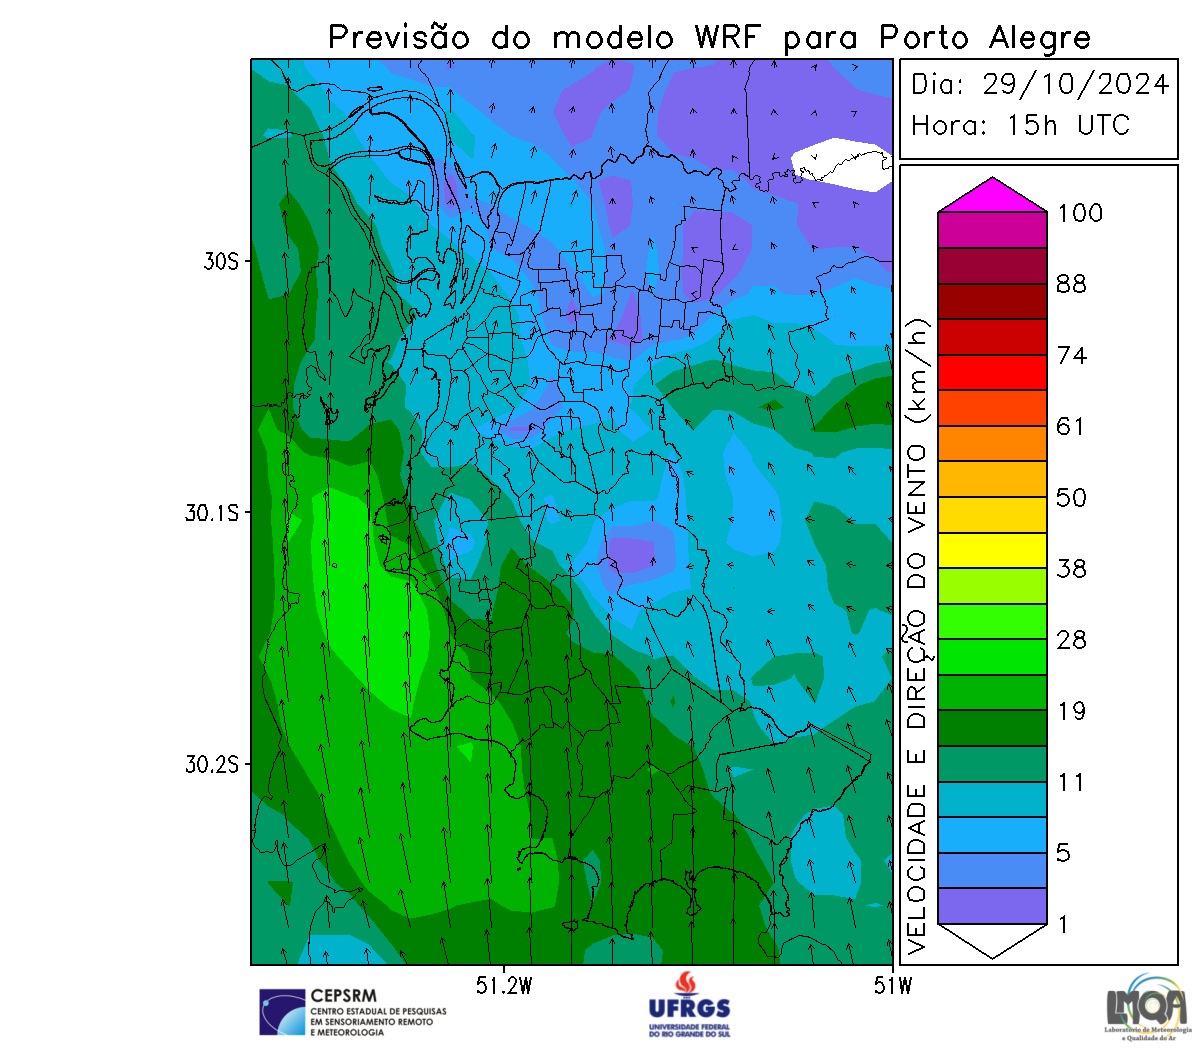 Previsão do modelo WRF para Porto Alegre
Dia: 29/10/2024
Hora: 15h UTC
30S
30.1S
30.2S
51.2W
51W
VELOCIDADE E DIREÇÃO DO VENTO (km/h)
100
88
74
61
50
38
28
19
11
5
1
CEPSRM
CENTRO ESTADUAL DE PESQUISAS
EM SENSORIAMENTO REMOTO
E METEOROLOGIA
UFRGS
UNIVERSIDADE FEDERAL
DO RIO GRANDE DO SUL
LMQA
Laboratório de Meteorologia
e Qualidade do Ar